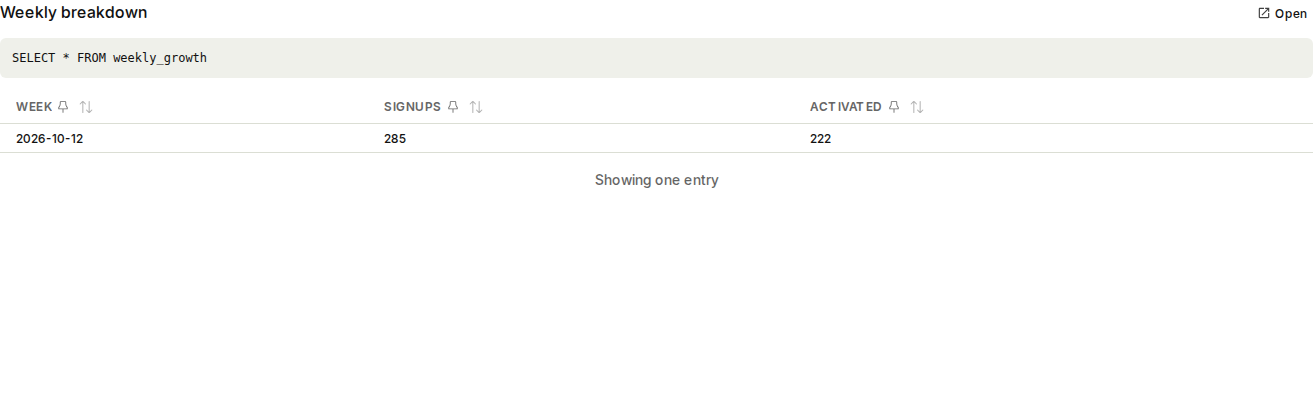 Weekly breakdown
Open
SELECT * FROM weekly_growth
WEEK SIGNUPS ACTIVATED
2026-10-12 285 222
Showing one entry